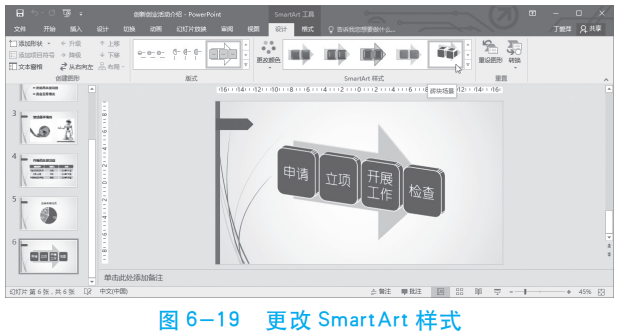 创新创业活动介绍 - PowerPoint
SmartArt 工具
文件 开始 插入 设计 切换 动画 幻灯片放映 审阅 视图 设计 格式 告诉我您想要做什么... 丁爱萍 共享
添加形状 升级 上移
添加项目符号 降级 下移
文本窗格 从右向左 布局
更改颜色
重设图形 转换
创建图形 版式 SmartArt 样式 重置
砖块场景
3
4
5
6
申请 立项 开展工作 检查
单击此处添加备注
幻灯片 第 6 张，共 6 张 中文(中国) 备注 批注 45%
图 6-19 更改 SmartArt 样式